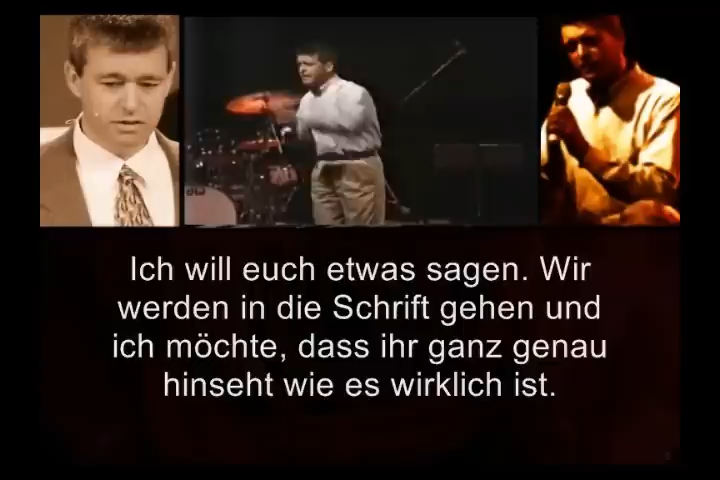 Ich will euch etwas sagen. Wir
werden in die Schrift gehen und
ich möchte, dass ihr ganz genau
hinseht wie es wirklich ist.